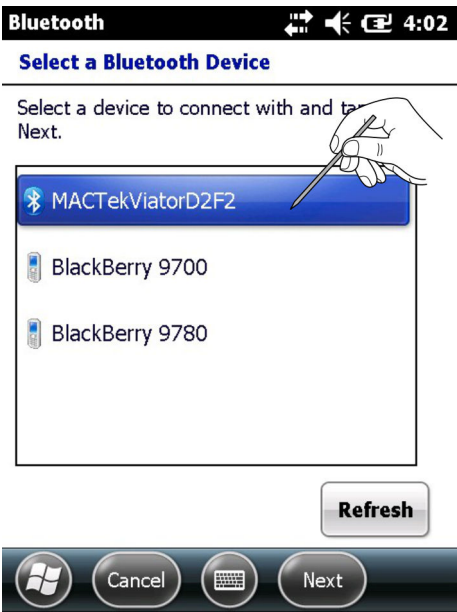 Bluetooth 4:02
Select a Bluetooth Device
Select a device to connect with and
Next.
MACTekViatorD2F2
BlackBerry 9700
BlackBerry 9780
Refresh
Cancel Next